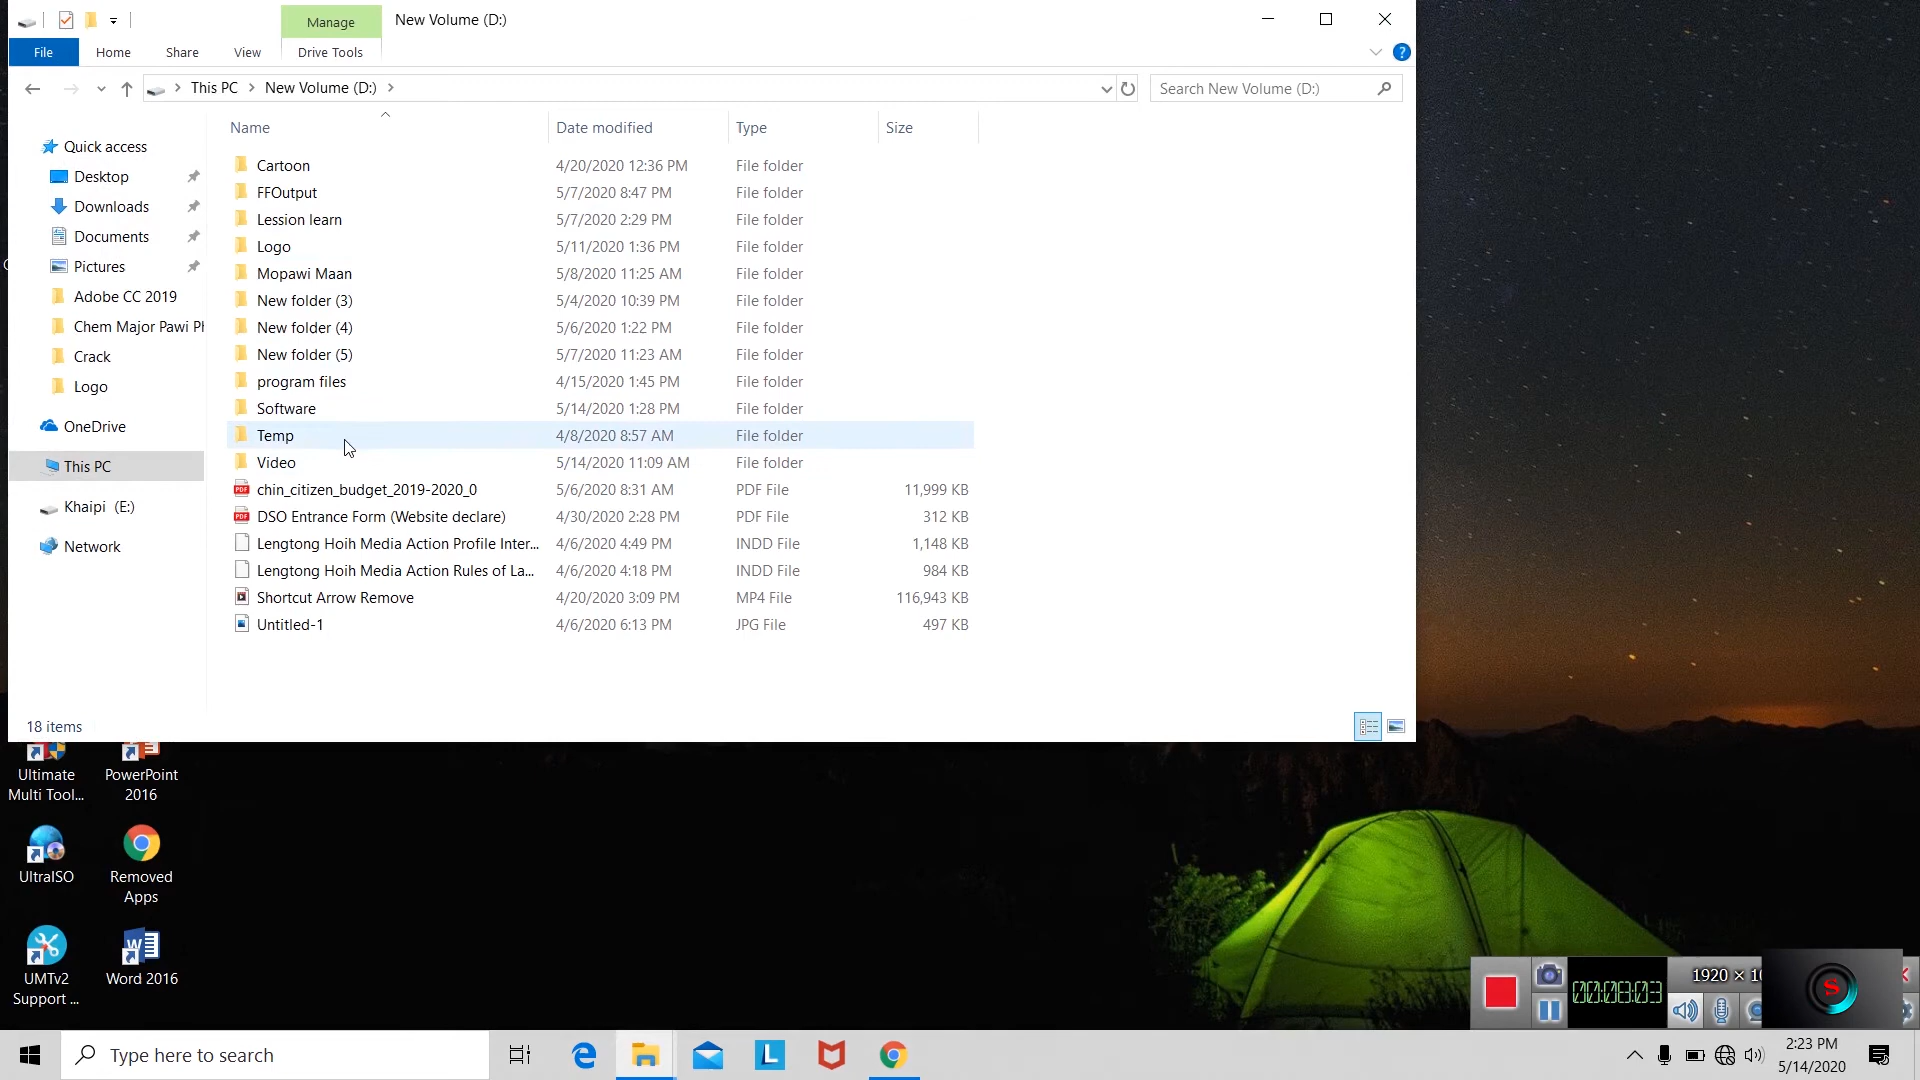 Manage
New Volume (D:)
File
Home
Share
View
Drive Tools
?
This PC > New Volume (D:) >
Search New Volume (D:)
Name
Date modified
Type
Size
Quick access
Desktop
Downloads
Documents
Pictures
Adobe CC 2019
Chem Major Pawi Ph
Crack
Logo
OneDrive
This PC
Khaipi (E:)
Network
Cartoon 4/20/2020 12:36 PM File folder
FFOutput 5/7/2020 8:47 PM File folder
Lession learn 5/7/2020 2:29 PM File folder
Logo 5/11/2020 1:36 PM File folder
Mopawi Maan 5/8/2020 11:25 AM File folder
New folder (3) 5/4/2020 10:39 PM File folder
New folder (4) 5/6/2020 1:22 PM File folder
New folder (5) 5/7/2020 11:23 AM File folder
program files 4/15/2020 1:45 PM File folder
Software 5/14/2020 1:28 PM File folder
Temp 4/8/2020 8:57 AM File folder
Video 5/14/2020 11:09 AM File folder
chin_citizen_budget_2019-2020_0 5/6/2020 8:31 AM PDF File 11,999 KB
DSO Entrance Form (Website declare) 4/30/2020 2:28 PM PDF File 312 KB
Lengtong Hoih Media Action Profile Inter... 4/6/2020 4:49 PM INDD File 1,148 KB
Lengtong Hoih Media Action Rules of La... 4/6/2020 4:18 PM INDD File 984 KB
Shortcut Arrow Remove 4/20/2020 3:09 PM MP4 File 116,943 KB
Untitled-1 4/6/2020 6:13 PM JPG File 497 KB
18 items
Ultimate
Multi Tool...
PowerPoint
2016
UltraISO
Removed
Apps
UMTv2
Support ...
Word 2016
00:08:03
1920 × 10
S
Type here to search
2:23 PM
5/14/2020